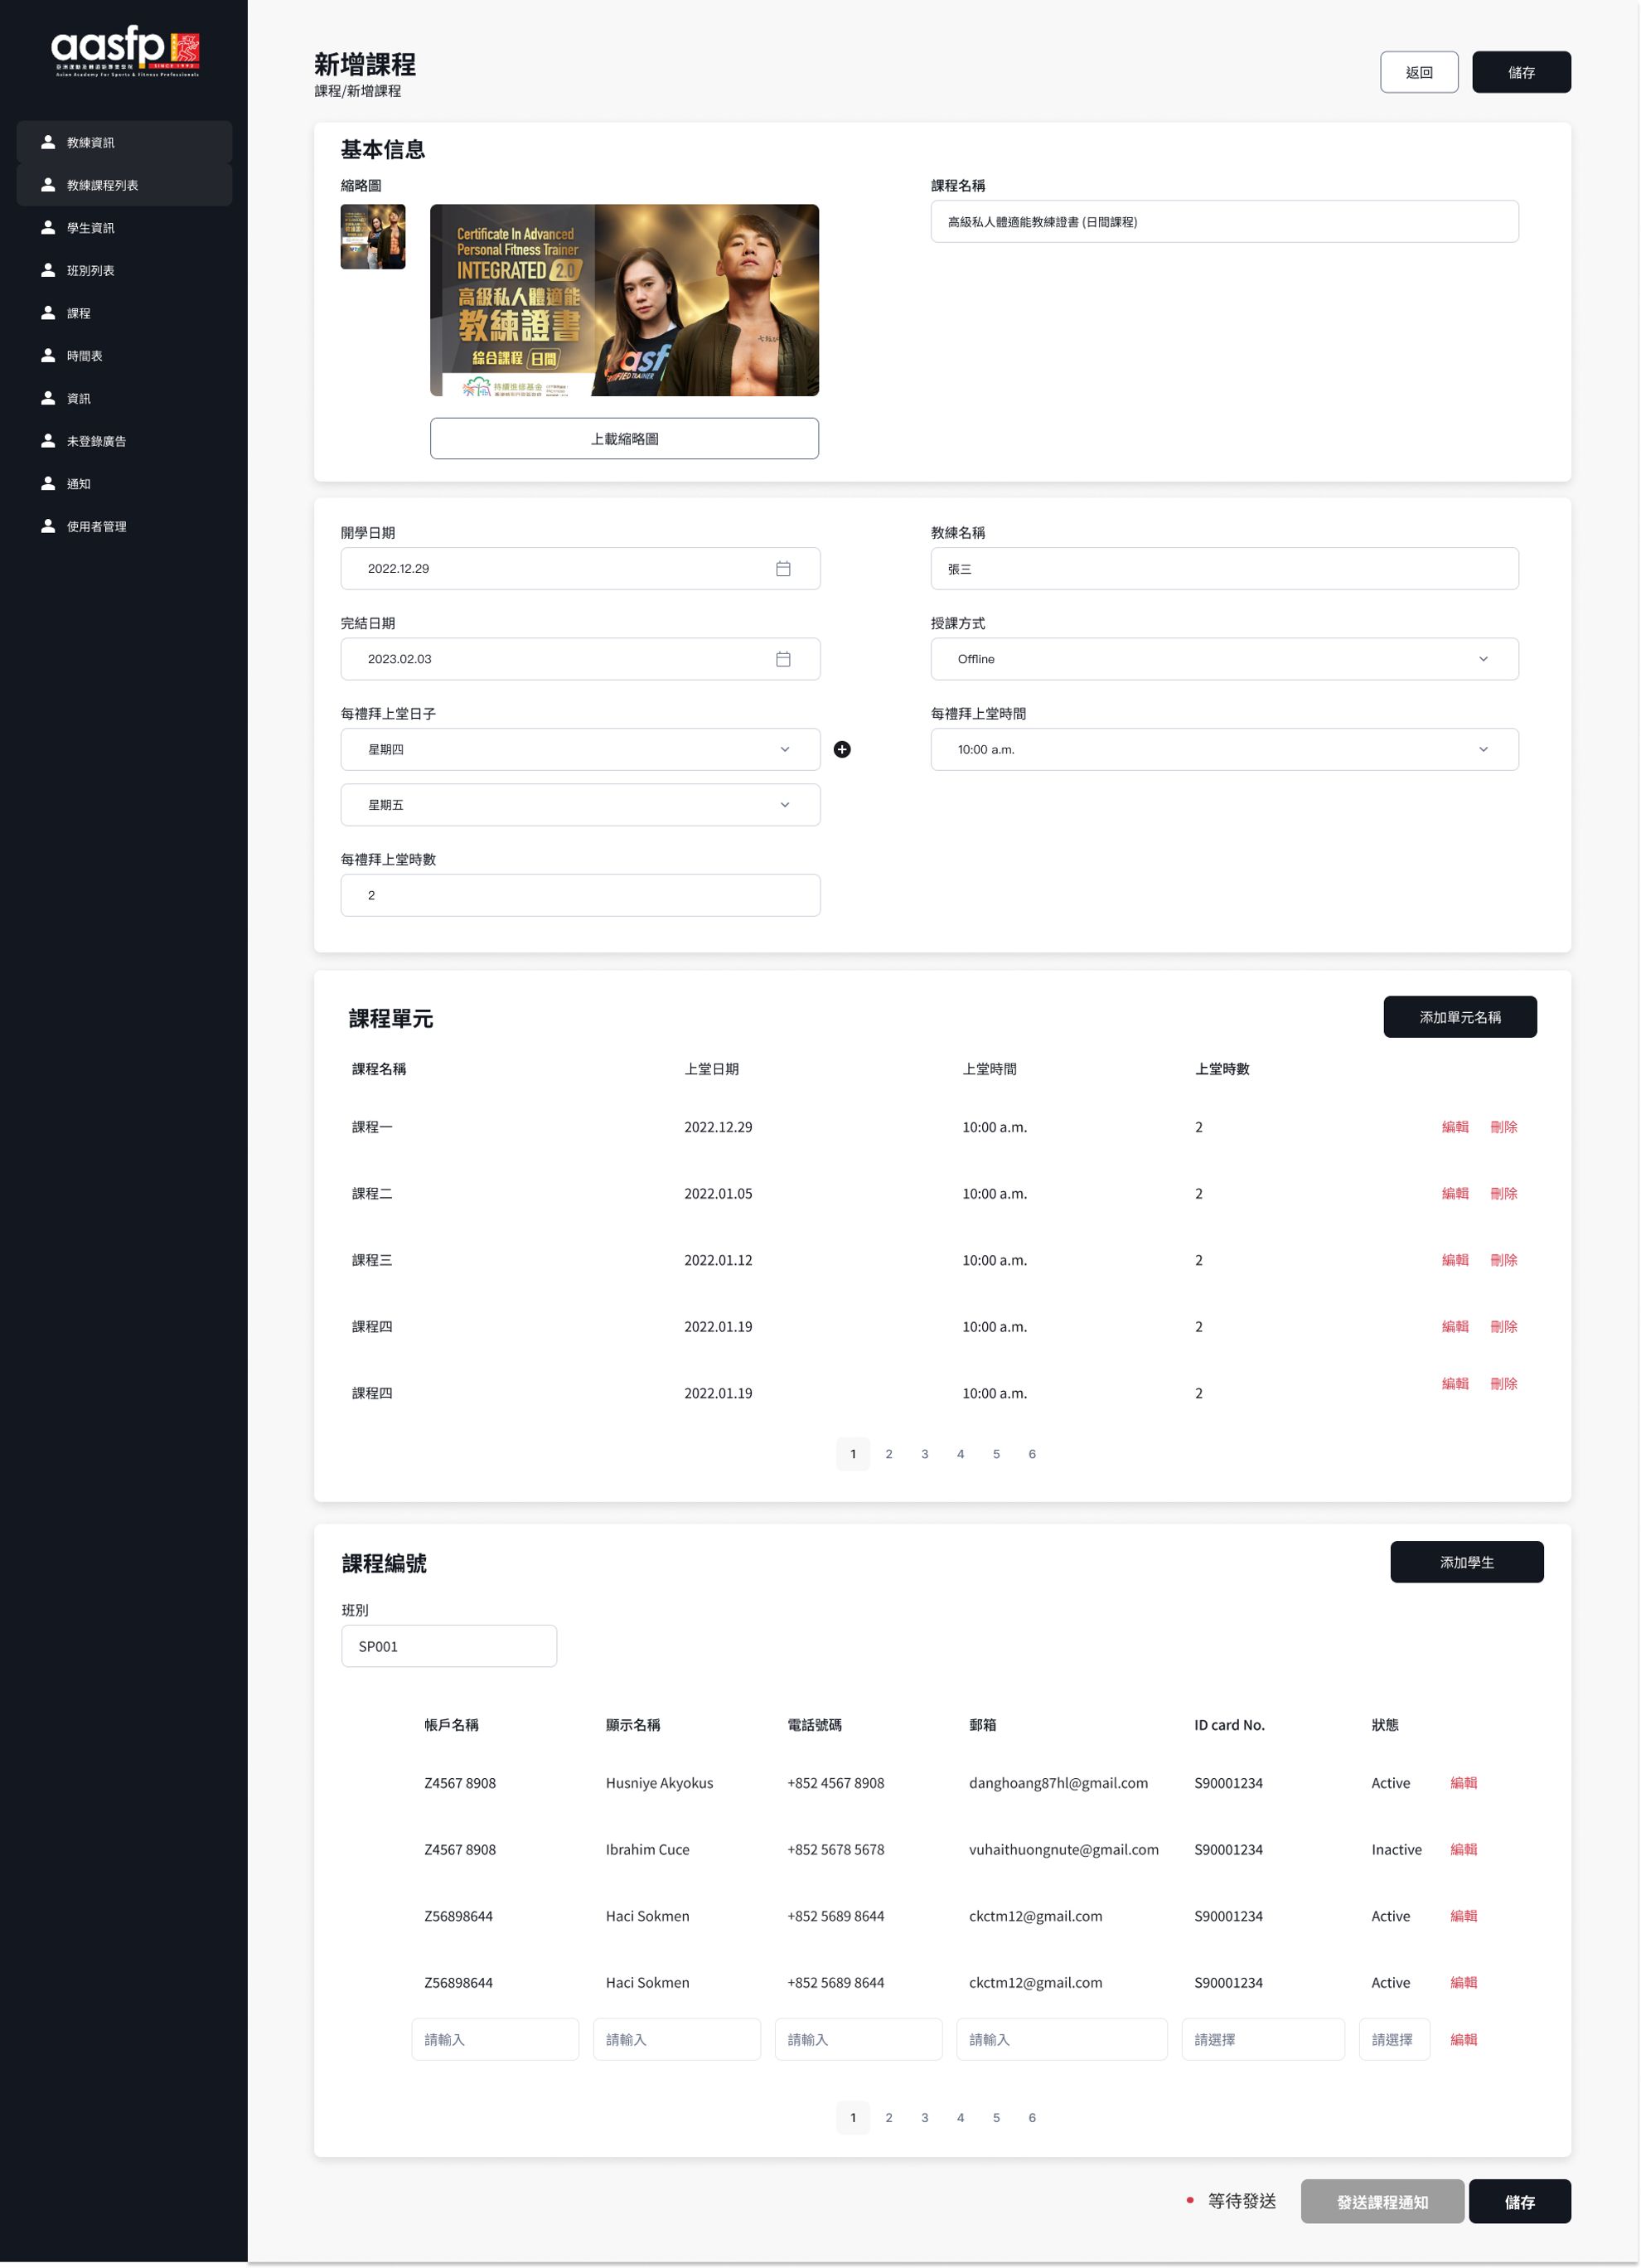 aasfp
SINCE 1992
Asian Academy for Sports & Fitness Professionals
教練資訊
教練課程列表
學生資訊
班別列表
課程
時間表
資訊
未登錄廣告
通知
使用者管理
新增課程
課程/新增課程
返回
儲存
基本信息
縮略圖
Certificate In Advanced
Personal Fitness Trainer
INTEGRATED 2.0
高級私人體適能
教練證書
綜合課程 日間
持續進修基金
上載縮略圖
課程名稱
高級私人體適能教練證書 (日間課程)
開學日期
2022.12.29
教練名稱
張三
完結日期
2023.02.03
授課方式
Offline
每禮拜上堂日子
星期四
星期五
每禮拜上堂時間
10:00 a.m.
每禮拜上堂時數
2
課程單元
添加單元名稱
課程名稱 上堂日期 上堂時間 上堂時數
課程一 2022.12.29 10:00 a.m. 2 編輯 刪除
課程二 2022.01.05 10:00 a.m. 2 編輯 刪除
課程三 2022.01.12 10:00 a.m. 2 編輯 刪除
課程四 2022.01.19 10:00 a.m. 2 編輯 刪除
課程四 2022.01.19 10:00 a.m. 2 編輯 刪除
1 2 3 4 5 6
課程編號
添加學生
班別
SP001
帳戶名稱 顯示名稱 電話號碼 郵箱 ID card No. 狀態
Z4567 8908 Husniye Akyokus +852 4567 8908 danghoang87hl@gmail.com S90001234 Active 編輯
Z4567 8908 Ibrahim Cuce +852 5678 5678 vuhaithuongnute@gmail.com S90001234 Inactive 編輯
Z56898644 Haci Sokmen +852 5689 8644 ckctm12@gmail.com S90001234 Active 編輯
Z56898644 Haci Sokmen +852 5689 8644 ckctm12@gmail.com S90001234 Active 編輯
請輸入 請輸入 請輸入 請輸入 請選擇 請選擇 編輯
1 2 3 4 5 6
等待發送
發送課程通知
儲存